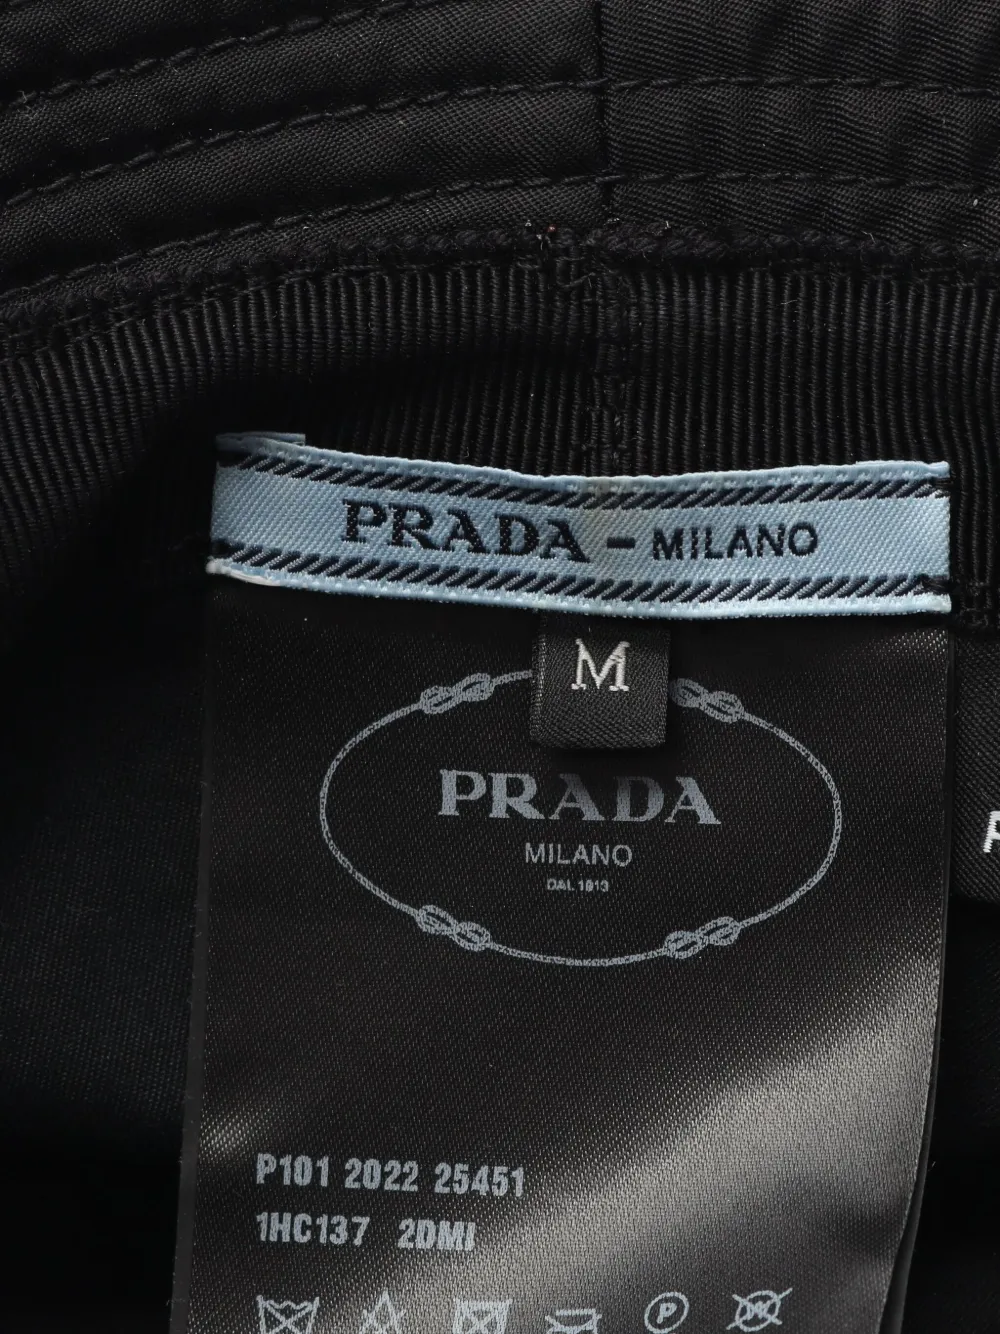 PRADA - MILANO
M
PRADA
MILANO
DAL 1913
P101 2022 25451
1HC137 2DMI
P